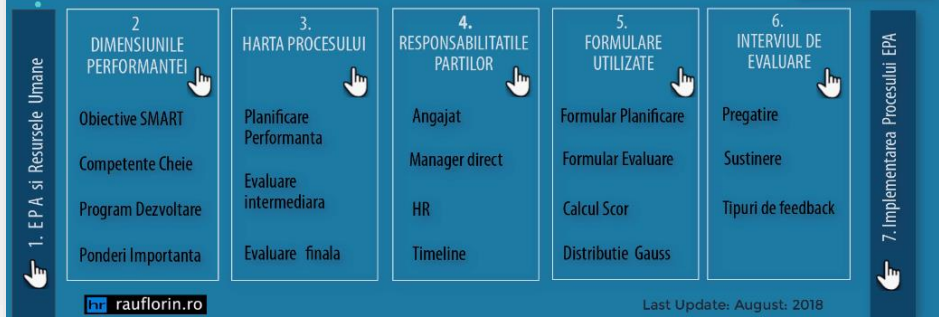 1. E P A si Resursele Umane
2
DIMENSIUNILE
PERFORMANTEI
Obiective SMART
Competente Cheie
Program Dezvoltare
Ponderi Importanta
3.
HARTA PROCESULUI
Planificare
Performanta
Evaluare
intermediara
Evaluare finala
4.
RESPONSABILITATILE
PARTILOR
Angajat
Manager direct
HR
Timeline
5.
FORMULARE
UTILIZATE
Formular Planificare
Formular Evaluare
Calcul Scor
Distributie Gauss
6.
INTERVIUL DE
EVALUARE
Pregatire
Sustinere
Tipuri de feedback
7. Implementarea Procesului EPA
hr rauflorin.ro
Last Update: August: 2018